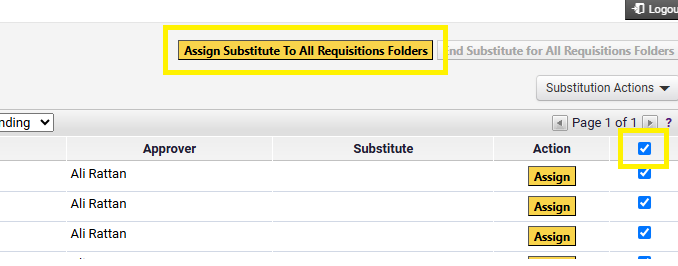 Logou
Assign Substitute To All Requisitions Folders
nd Substitute for All Requisitions Folders
Substitution Actions
nding)
Page 1 of 1 ?
Approver Substitute Action
Ali Rattan Assign
Ali Rattan Assign
Ali Rattan Assign